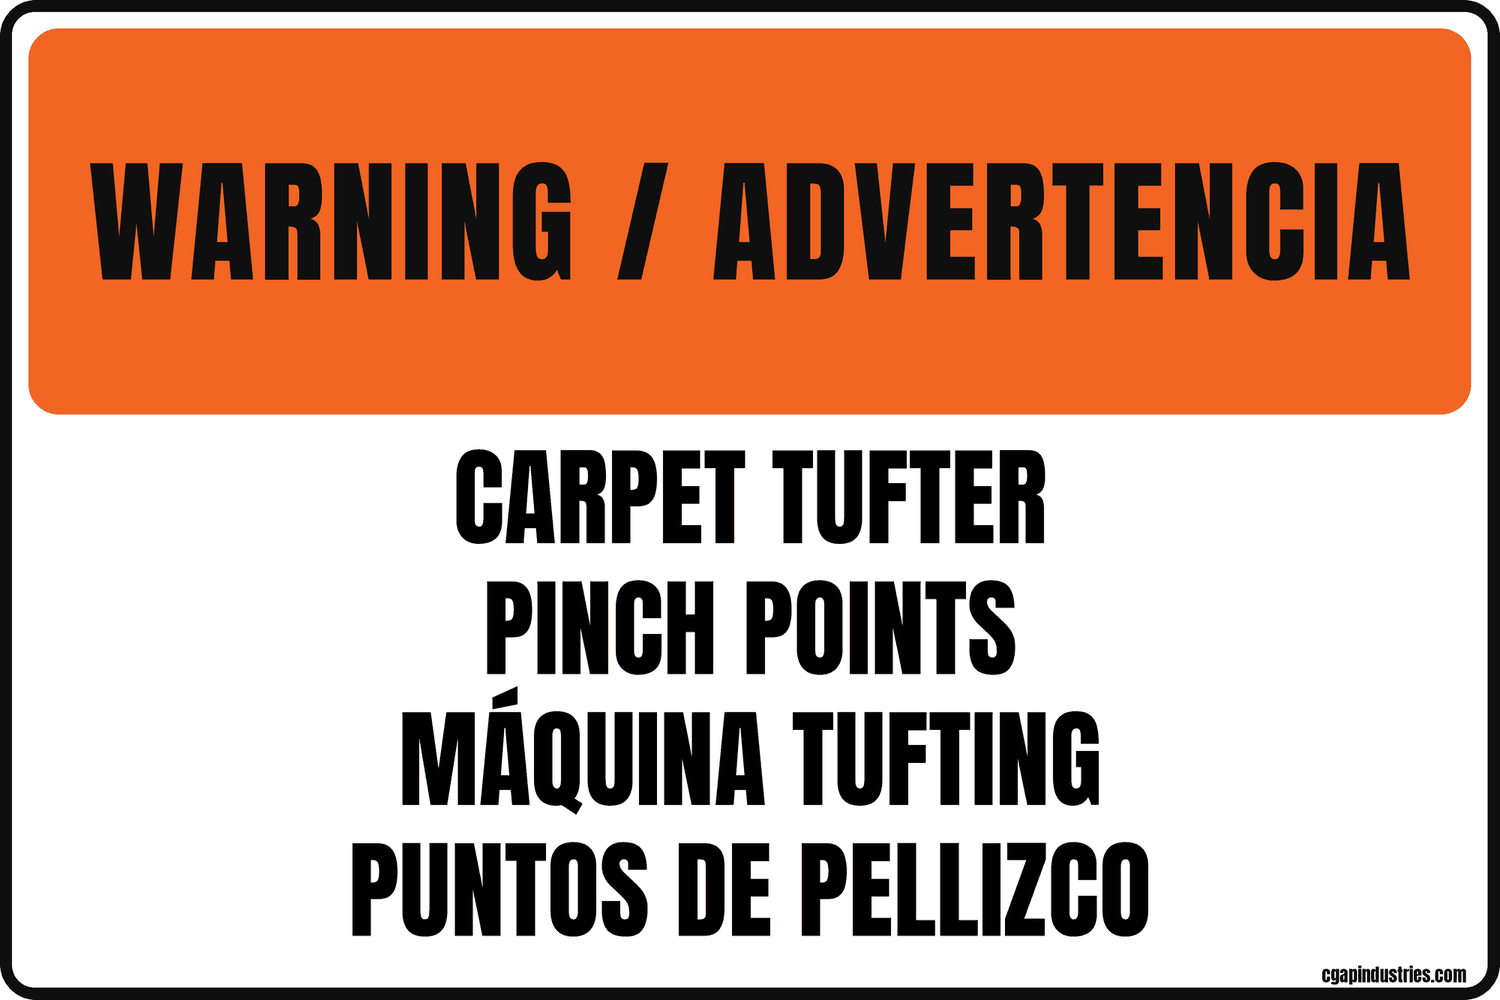 WARNING / ADVERTENCIA
CARPET TUFTER
PINCH POINTS
MÁQUINA TUFTING
PUNTOS DE PELLIZCO
cgapindustries.com